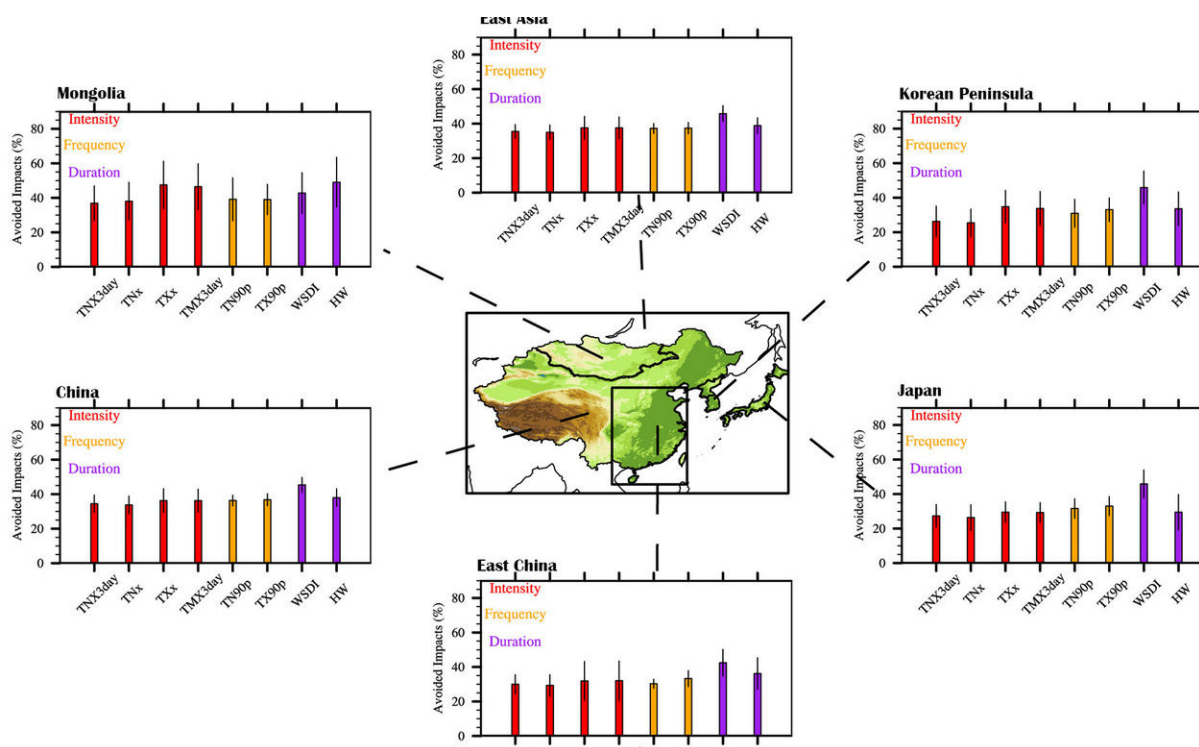 East Asia
Avoided Impacts (%)
80
60
40
20
0
Intensity
Frequency
Duration
TNX3day
TNx
TXx
TMX3day
TN90p
TX90p
WSDI
HW
Mongolia
Avoided Impacts (%)
80
60
40
20
0
Intensity
Frequency
Duration
TNX3day
TNx
TXx
TMX3day
TN90p
TX90p
WSDI
HW
Korean Peninsula
Avoided Impacts (%)
80
60
40
20
0
Intensity
Frequency
Duration
TNX3day
TNx
TXx
TMX3day
TN90p
TX90p
WSDI
HW
China
Avoided Impacts (%)
80
60
40
20
0
Intensity
Frequency
Duration
TNX3day
TNx
TXx
TMX3day
TN90p
TX90p
WSDI
HW
Japan
Avoided Impacts (%)
80
60
40
20
0
Intensity
Frequency
Duration
TNX3day
TNx
TXx
TMX3day
TN90p
TX90p
WSDI
HW
East China
Avoided Impacts (%)
80
60
40
20
0
Intensity
Frequency
Duration